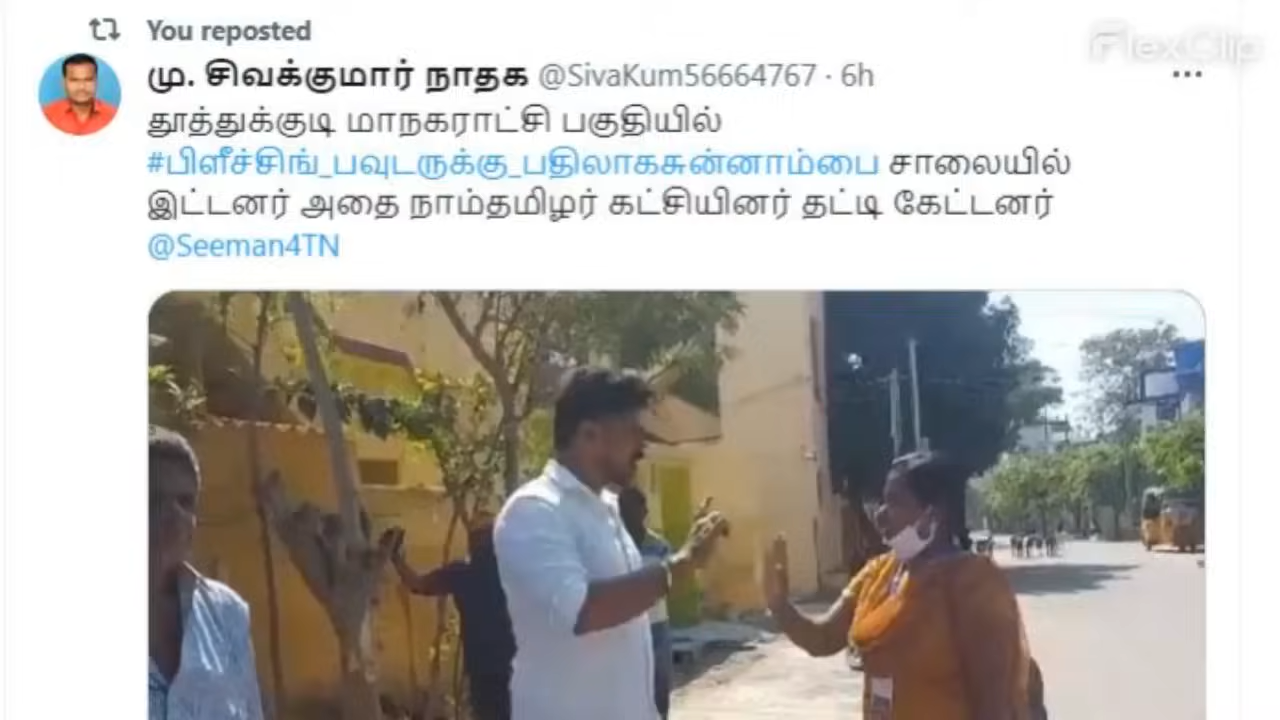 You reposted
FlexClip
மு. சிவக்குமார் நாதக @SivaKum56664767 · 6h
தூத்துக்குடி மாநகராட்சி பகுதியில்
#பிளீச்சிங்_பவுடருக்கு_பதிலாகசுன்னாம்பை சாலையில்
இட்டனர் அதை நாம்தமிழர் கட்சியினர் தட்டி கேட்டனர்
@Seeman4TN